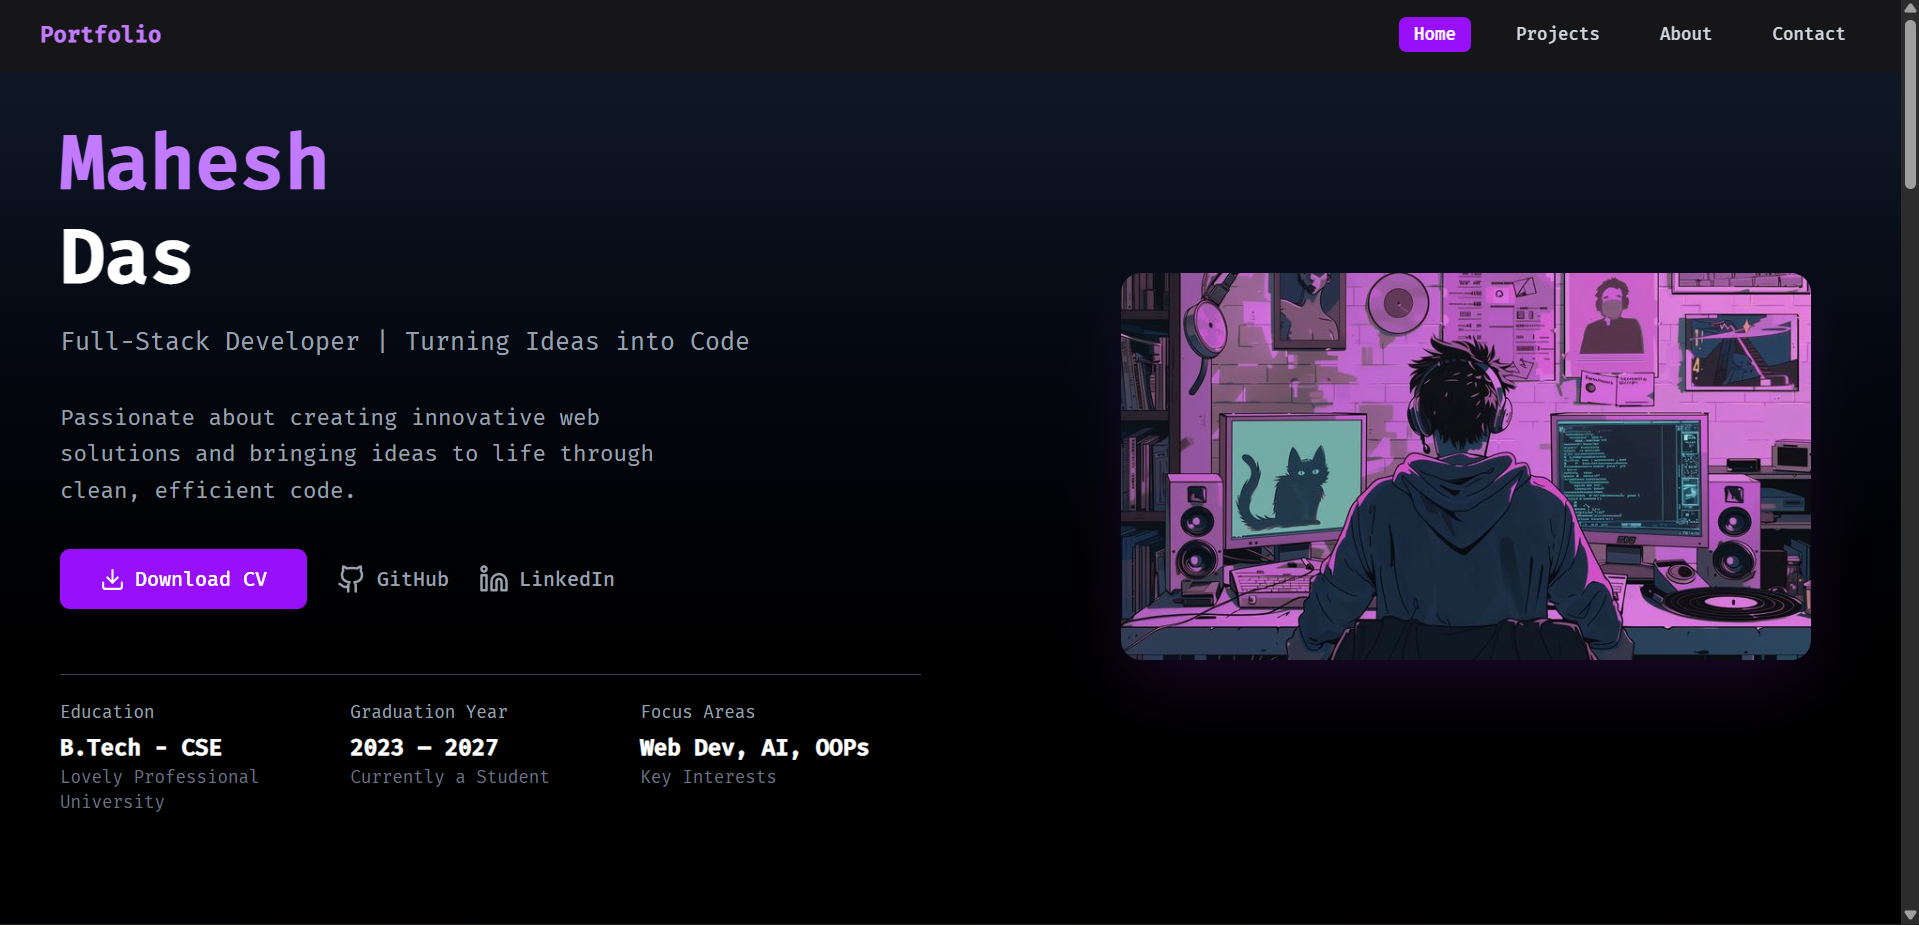 Portfolio
Home
Projects
About
Contact
Mahesh
Das
Full-Stack Developer | Turning Ideas into Code
Passionate about creating innovative web
solutions and bringing ideas to life through
clean, efficient code.
Download CV
GitHub
LinkedIn
Education
B.Tech - CSE
Lovely Professional
University
Graduation Year
2023 – 2027
Currently a Student
Focus Areas
Web Dev, AI, OOPs
Key Interests